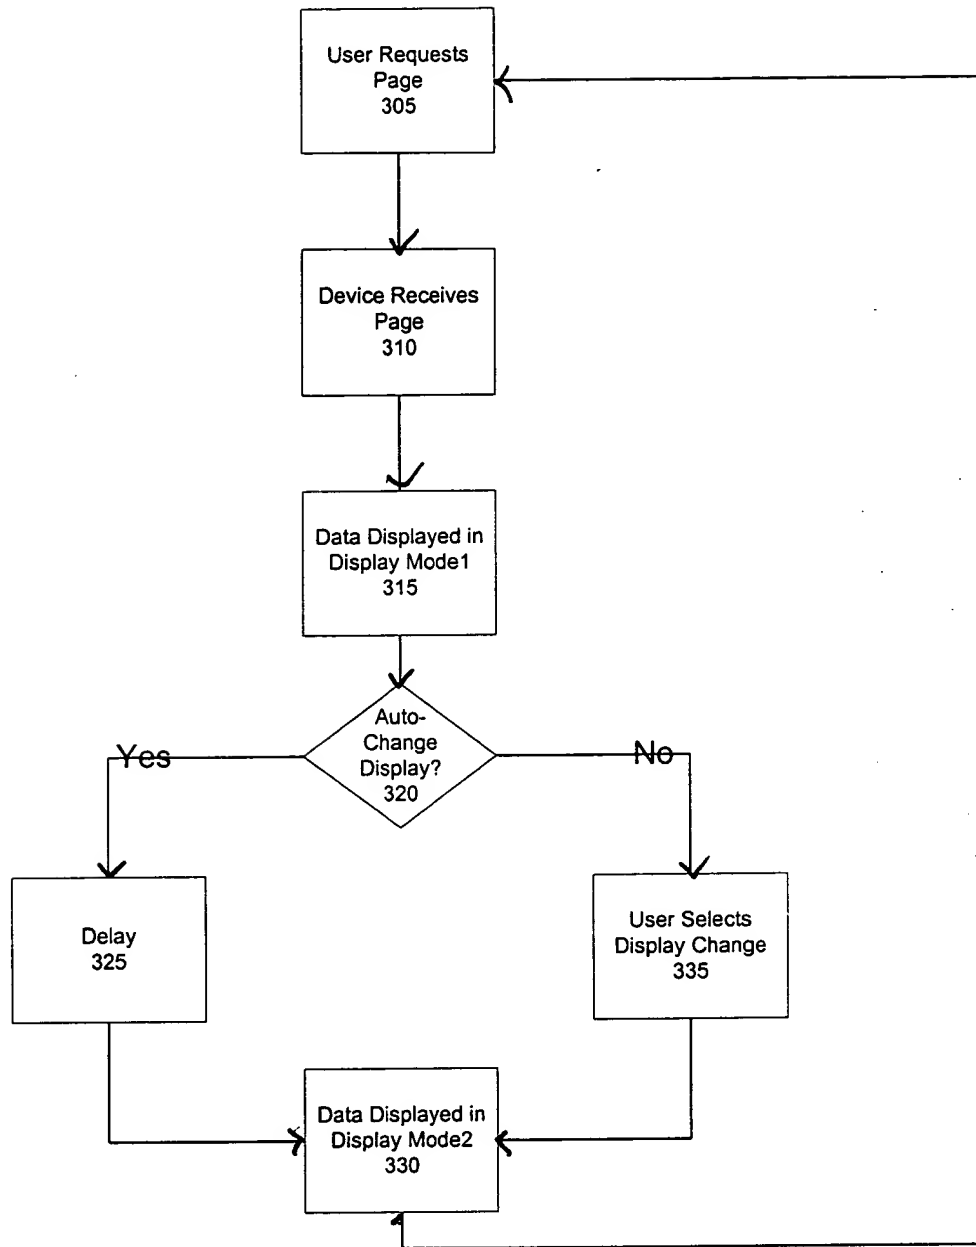 User Requests
Page
305
Device Receives
Page
310
Data Displayed in
Display Mode1
315
Auto-
Change
Display?
320
Yes
No
Delay
325
User Selects
Display Change
335
Data Displayed in
Display Mode2
330